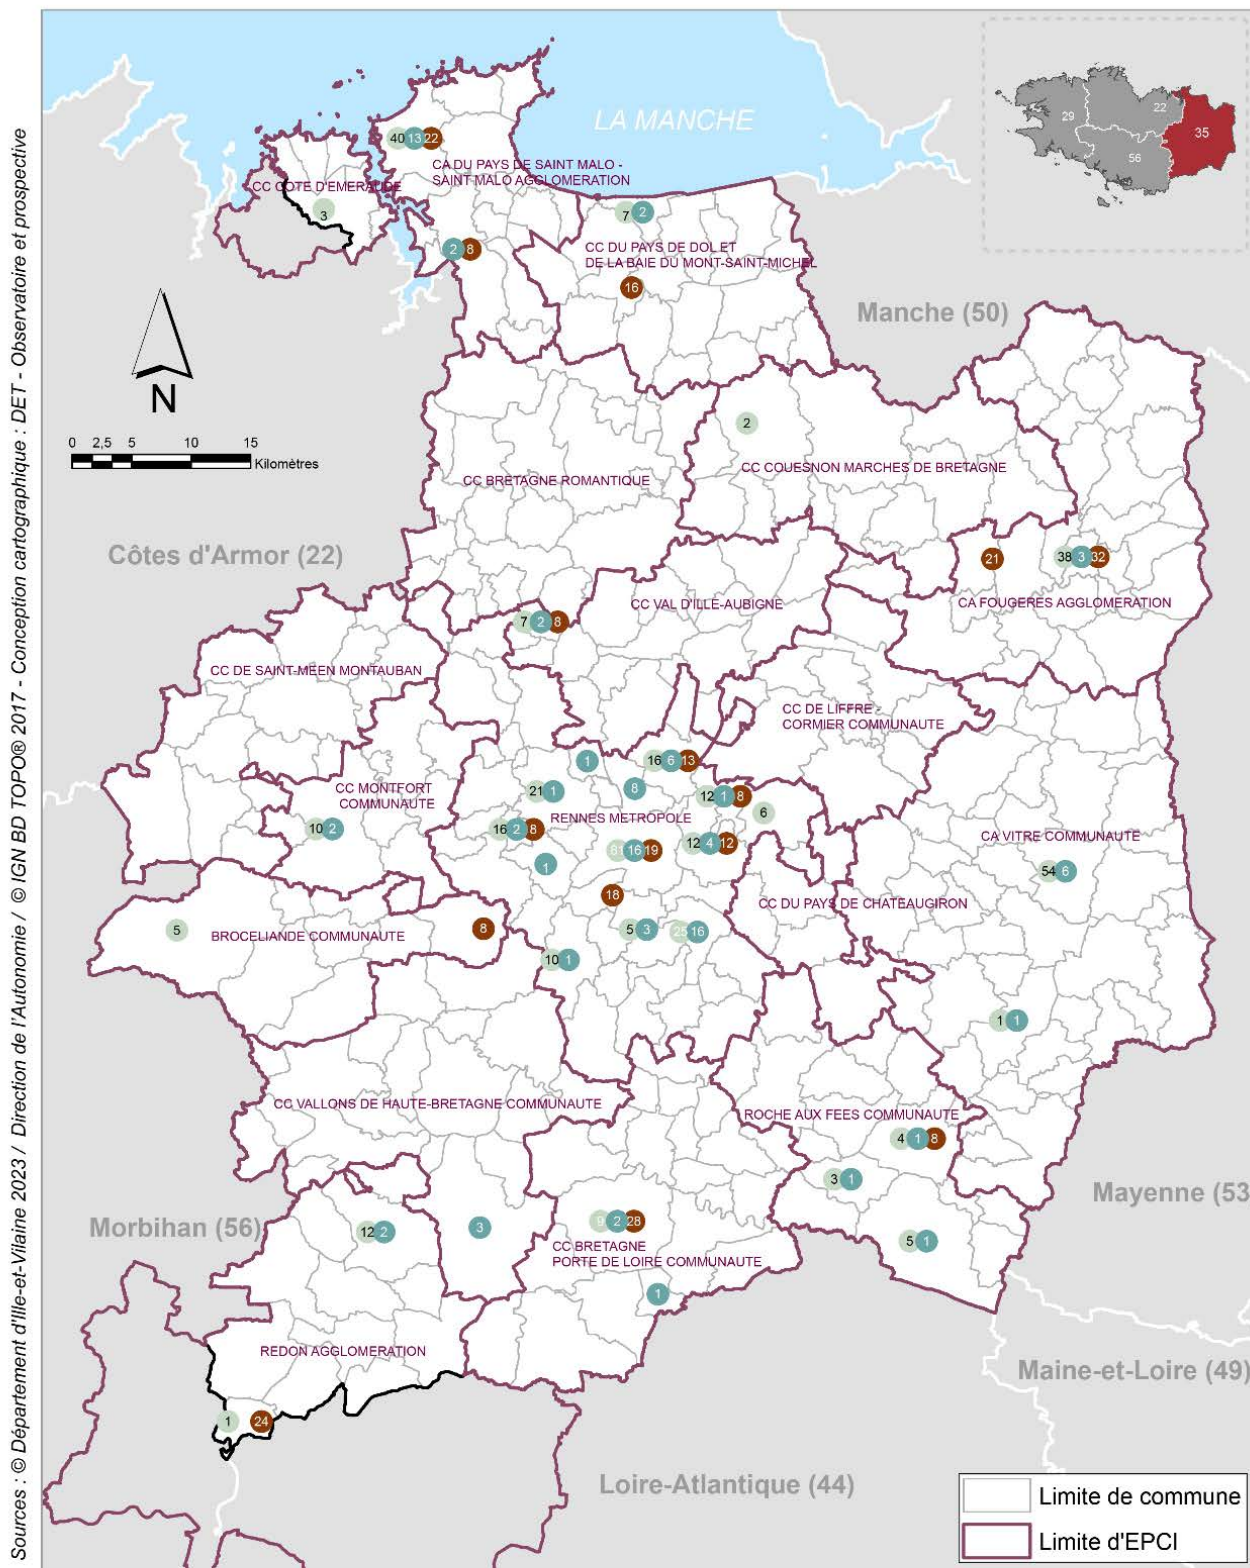 Sources : © Département d'Ille-et-Vilaine 2023 / Direction de l'Autonomie / © IGN BD TOPO® 2017 - Conception cartographique : DET - Observatoire et prospective
29
22
35
56
LA MANCHE
40 13 22
CA DU PAYS DE SAINT MALO -
SAINT MALO AGGLOMERATION
CC COTE D'EMERAUDE
3
7 2
2 8
CC DU PAYS DE DOL ET
DE LA BAIE DU MONT-SAINT-MICHEL
16
Manche (50)
N
0 2,5 5 10 15
Kilomètres
2
CC COUESNON MARCHES DE BRETAGNE
CC BRETAGNE ROMANTIQUE
Côtes d'Armor (22)
21
38 3 32
CC VAL D'ILLE-AUBIGNE
CA FOUGERES AGGLOMERATION
7 2 8
CC DE SAINT-MEEN MONTAUBAN
CC DE LIFFRE -
CORMIER COMMUNAUTE
1
16 6 13
CC MONTFORT
COMMUNAUTE
21 1
8
12 1 8
6
RENNES METROPOLE
10 2
16 2 8
CA VITRE COMMUNAUTE
81 16 19
12 4 12
1
54 6
18
CC DU PAYS DE CHATEAUGIRON
5
BROCELIANDE COMMUNAUTE
8
5 3
25 16
10 1
1 1
CC VALLONS DE HAUTE-BRETAGNE COMMUNAUTE
ROCHE AUX FEES COMMUNAUTE
4 1 8
3 1
Mayenne (53)
Morbihan (56)
12 2
3
9 2 28
5 1
CC BRETAGNE
PORTE DE LOIRE COMMUNAUTE
1
REDON AGGLOMERATION
Maine-et-Loire (49)
1 24
Loire-Atlantique (44)
Limite de commune
Limite d'EPCI